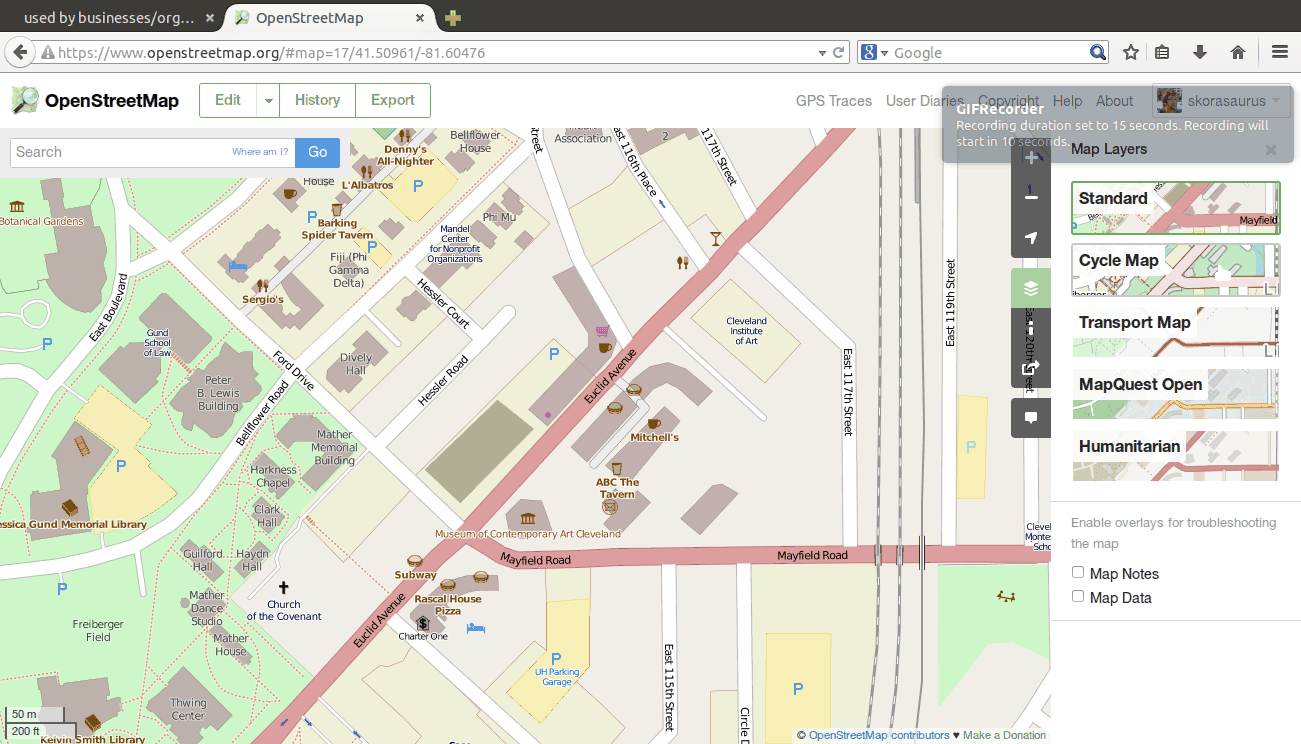 used by businesses/org...
OpenStreetMap
https://www.openstreetmap.org/#map=17/41.50961/-81.60476
Google
OpenStreetMap
Edit
History
Export
GPS Traces
User Diaries
Copyright
Help
About
skorasaurus
GIFRecorder
Recording duration set to 15 seconds. Recording will
start in 10 seconds.
Search
Where am I?
Go
Map Layers
Standard
Mayfield
Cycle Map
Transport Map
MapQuest Open
Humanitarian
Enable overlays for troubleshooting
the map
Map Notes
Map Data
Denny's
All-Nighter
Bellflower
House
Association
2
East 116th Place
117th Street
Street
House
L'Albatros
Botanical Gardens
Barking
Spider Tavern
Phi Mu
Mandel
Center
for Nonprofit
Organizations
Fiji (Phi
Gamma
Delta)
Sergio's
Hessler Court
East Boulevard
Gund
School
of Law
Cleveland
Institute
of Art
East 119th Street
East 120th Street
Ford Drive
Dively
Hall
Hessler Road
Euclid Avenue
East 117th Street
Peter
B. Lewis
Building
Bellflower Road
Mather
Memorial
Building
Mitchell's
Harkness
Chapel
ABC The
Tavern
Clark
Hall
essica Gund Memorial Library
Museum of Contemporary Art Cleveland
Mayfield Road
Mayfield Road
Clevel
Montes
Scho
Guilford
Hall
Haydn
Hall
Subway
Rascal House
Pizza
Mather
Dance
Studio
Church
of the Covenant
Euclid Avenue
Charter One
Freiberger
Field
Mather
House
UH Parking
Garage
East 115th Street
Thwing
Center
Circle D
50 m
200 ft
Kelvin Smith Library
© OpenStreetMap contributors ♥ Make a Donation